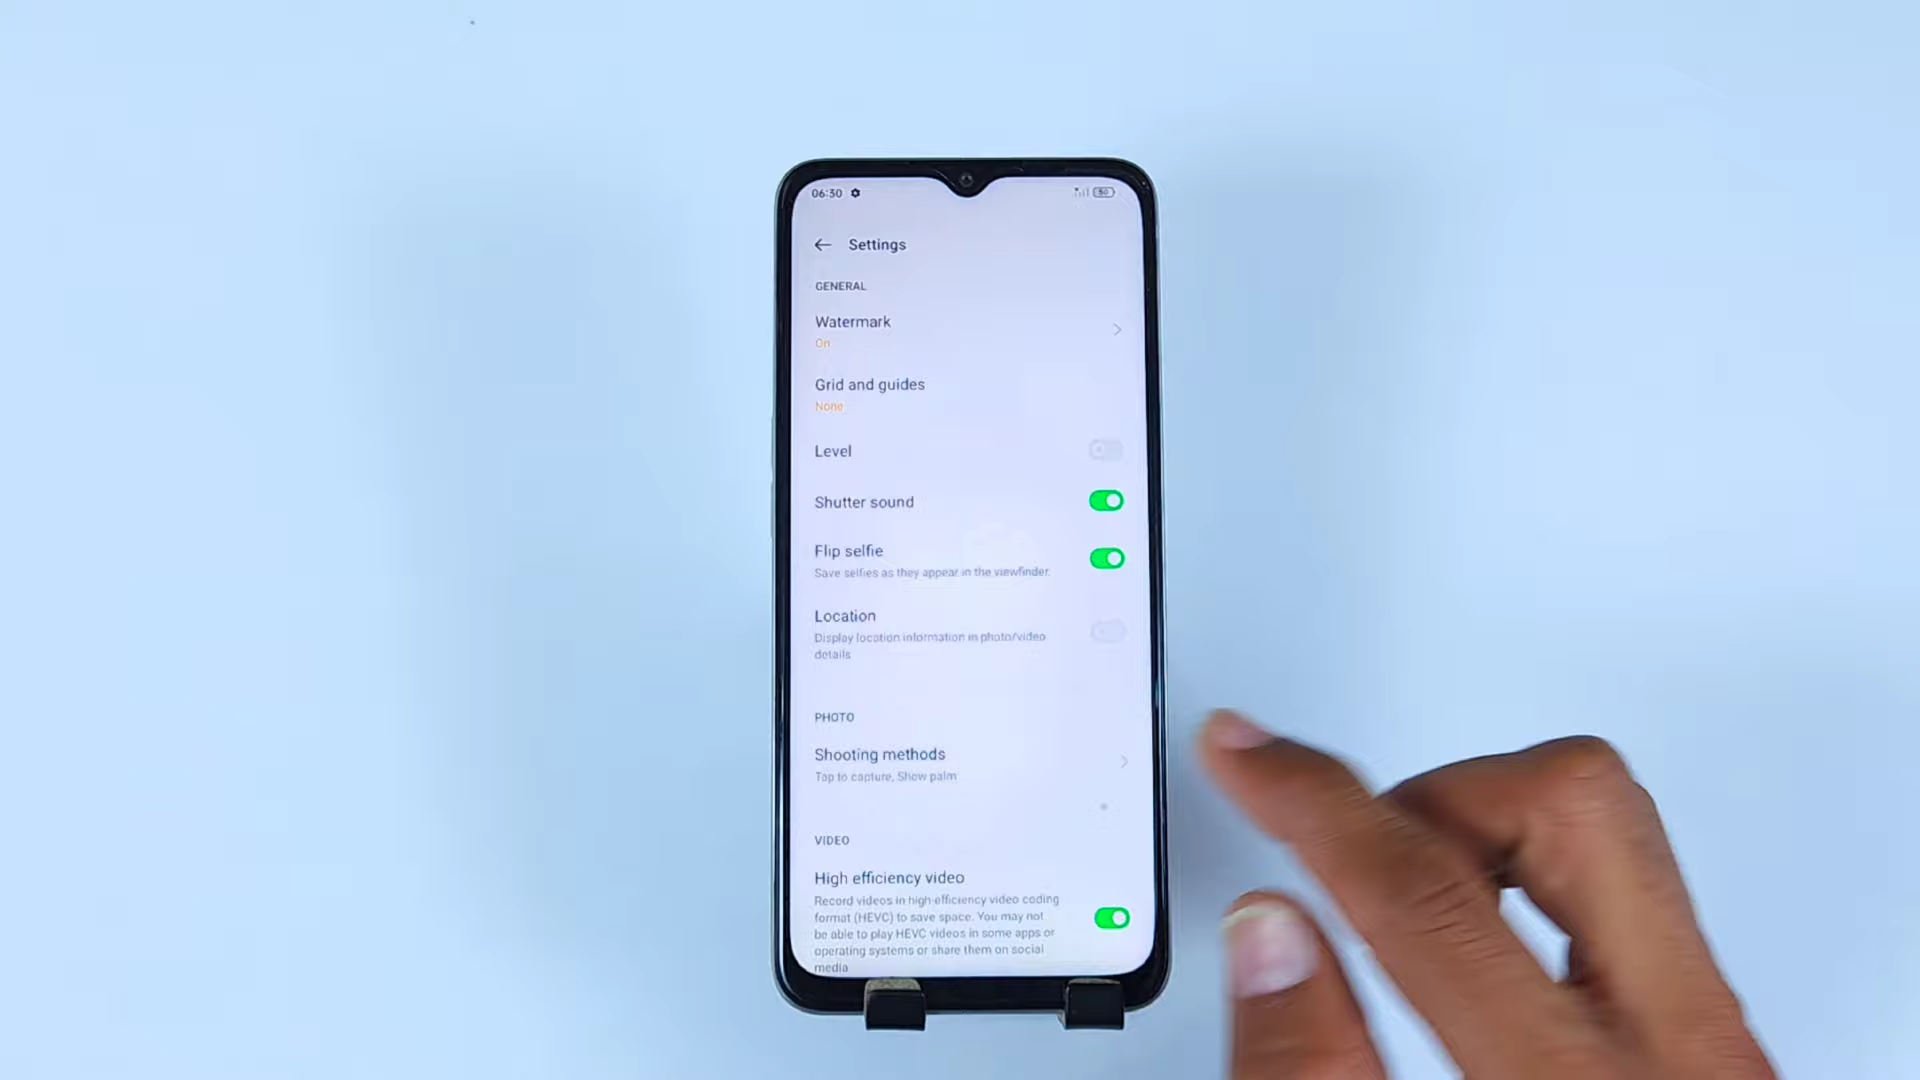 06:30
50
Settings
GENERAL
Watermark
On
Grid and guides
None
Level
Shutter sound
Flip selfie
Save selfies as they appear in the viewfinder.
Location
Display location information in photo/video
details
PHOTO
Shooting methods
Tap to capture, Show palm
VIDEO
High efficiency video
Record videos in high-efficiency video coding
format (HEVC) to save space. You may not
be able to play HEVC videos in some apps or
operating systems or share them on social
media